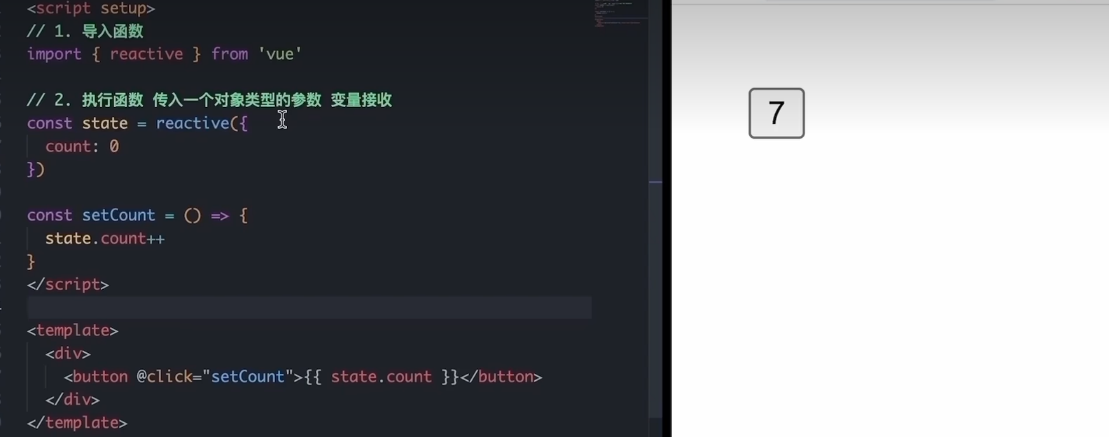 <script setup>
// 1. 导入函数
import { reactive } from 'vue'
// 2. 执行函数 传入一个对象类型的参数 变量接收
const state = reactive({
  count: 0
})
const setCount = () => {
  state.count++
}
</script>
<template>
  <div>
    <button @click="setCount">{{ state.count }}</button>
  </div>
</template>
7